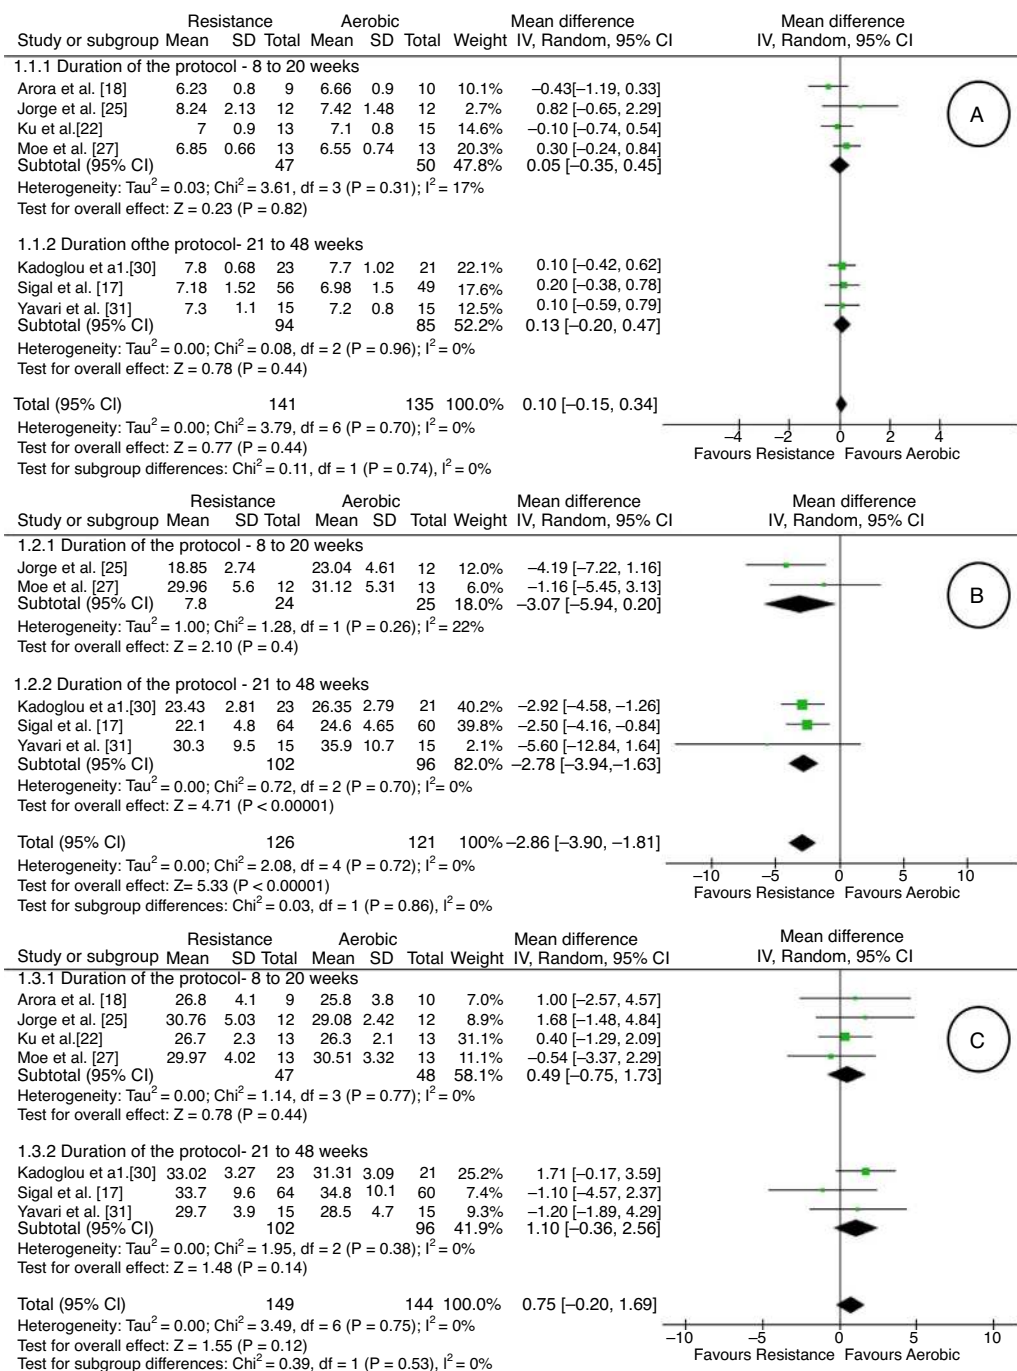 Resistance Aerobic Mean difference Mean difference
Study or subgroup Mean SD Total Mean SD Total Weight IV, Random, 95% CI IV, Random, 95% CI
1.1.1 Duration of the protocol - 8 to 20 weeks
Arora et al. [18] 6.23 0.8 9 6.66 0.9 10 10.1% −0.43[−1.19, 0.33]
Jorge et al. [25] 8.24 2.13 12 7.42 1.48 12 2.7% 0.82 [−0.65, 2.29]
A
Ku et al.[22] 7 0.9 13 7.1 0.8 15 14.6% −0.10 [−0.74, 0.54]
Moe et al. [27] 6.85 0.66 13 6.55 0.74 13 20.3% 0.30 [−0.24, 0.84]
Subtotal (95% CI) 47 50 47.8% 0.05 [−0.35, 0.45]
Heterogeneity: Tau² = 0.03; Chi² = 3.61, df = 3 (P = 0.31); I² = 17%
Test for overall effect: Z = 0.23 (P = 0.82)
1.1.2 Duration ofthe protocol- 21 to 48 weeks
Kadoglou et a1.[30] 7.8 0.68 23 7.7 1.02 21 22.1% 0.10 [−0.42, 0.62]
Sigal et al. [17] 7.18 1.52 56 6.98 1.5 49 17.6% 0.20 [−0.38, 0.78]
Yavari et al. [31] 7.3 1.1 15 7.2 0.8 15 12.5% 0.10 [−0.59, 0.79]
Subtotal (95% CI) 94 85 52.2% 0.13 [−0.20, 0.47]
Heterogeneity: Tau² = 0.00; Chi² = 0.08, df = 2 (P = 0.96); I² = 0%
Test for overall effect: Z = 0.78 (P = 0.44)
Total (95% CI) 141 135 100.0% 0.10 [−0.15, 0.34]
Heterogeneity: Tau² = 0.00; Chi² = 3.79, df = 6 (P = 0.70); I² = 0%
−4 −2 0 2 4
Test for overall effect: Z = 0.77 (P = 0.44)
Favours Resistance Favours Aerobic
Test for subgroup differences: Chi² = 0.11, df = 1 (P = 0.74), I² = 0%
Resistance Aerobic Mean difference Mean difference
Study or subgroup Mean SD Total Mean SD Total Weight IV, Random, 95% CI IV, Random, 95% CI
1.2.1 Duration of the protocol - 8 to 20 weeks
Jorge et al. [25] 18.85 2.74 23.04 4.61 12 12.0% −4.19 [−7.22, 1.16]
Moe et al. [27] 29.96 5.6 12 31.12 5.31 13 6.0% −1.16 [−5.45, 3.13]
B
Subtotal (95% CI) 7.8 24 25 18.0% −3.07 [−5.94, 0.20]
Heterogeneity: Tau² = 1.00; Chi² = 1.28, df = 1 (P = 0.26); I² = 22%
Test for overall effect: Z = 2.10 (P = 0.4)
1.2.2 Duration of the protocol - 21 to 48 weeks
Kadoglou et a1.[30] 23.43 2.81 23 26.35 2.79 21 40.2% −2.92 [−4.58, −1.26]
Sigal et al. [17] 22.1 4.8 64 24.6 4.65 60 39.8% −2.50 [−4.16, −0.84]
Yavari et al. [31] 30.3 9.5 15 35.9 10.7 15 2.1% −5.60 [−12.84, 1.64]
Subtotal (95% CI) 102 96 82.0% −2.78 [−3.94,−1.63]
Heterogeneity: Tau² = 0.00; Chi² = 0.72, df = 2 (P = 0.70); I²= 0%
Test for overall effect: Z = 4.71 (P < 0.00001)
Total (95% CI) 126 121 100% −2.86 [−3.90, −1.81]
Heterogeneity: Tau² = 0.00; Chi² = 2.08, df = 4 (P = 0.72); I² = 0%
−10 −5 0 5 10
Test for overall effect: Z= 5.33 (P < 0.00001)
Favours Resistance Favours Aerobic
Test for subgroup differences: Chi² = 0.03, df = 1 (P = 0.86), I² = 0%
Resistance Aerobic Mean difference Mean difference
Study or subgroup Mean SD Total Mean SD Total Weight IV, Random, 95% CI IV, Random, 95% CI
1.3.1 Duration of the protocol- 8 to 20 weeks
Arora et al. [18] 26.8 4.1 9 25.8 3.8 10 7.0% 1.00 [−2.57, 4.57]
Jorge et al. [25] 30.76 5.03 12 29.08 2.42 12 8.9% 1.68 [−1.48, 4.84]
Ku et al.[22] 26.7 2.3 13 26.3 2.1 13 31.1% 0.40 [−1.29, 2.09]
C
Moe et al. [27] 29.97 4.02 13 30.51 3.32 13 11.1% −0.54 [−3.37, 2.29]
Subtotal (95% CI) 47 48 58.1% 0.49 [−0.75, 1.73]
Heterogeneity: Tau² = 0.00; Chi² = 1.14, df = 3 (P = 0.77); I² = 0%
Test for overall effect: Z = 0.78 (P = 0.44)
1.3.2 Duration of the protocol- 21 to 48 weeks
Kadoglou et a1.[30] 33.02 3.27 23 31.31 3.09 21 25.2% 1.71 [−0.17, 3.59]
Sigal et al. [17] 33.7 9.6 64 34.8 10.1 60 7.4% −1.10 [−4.57, 2.37]
Yavari et al. [31] 29.7 3.9 15 28.5 4.7 15 9.3% −1.20 [−1.89, 4.29]
Subtotal (95% CI) 102 96 41.9% 1.10 [−0.36, 2.56]
Heterogeneity: Tau² = 0.00; Chi² = 1.95, df = 2 (P = 0.38); I² = 0%
Test for overall effect: Z = 1.48 (P = 0.14)
Total (95% CI) 149 144 100.0% 0.75 [−0.20, 1.69]
Heterogeneity: Tau² = 0.00; Chi² = 3.49, df = 6 (P = 0.75); I² = 0%
−10 −5 0 5 10
Test for overall effect: Z = 1.55 (P = 0.12)
Favours Resistance Favours Aerobic
Test for subgroup differences: Chi² = 0.39, df = 1 (P = 0.53), I² = 0%